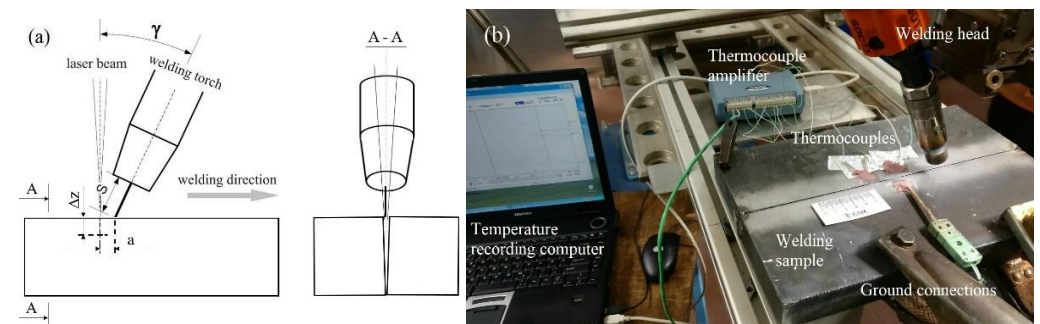 (a)
γ
A - A
laser beam
welding torch
S
welding direction
A
Δz
a
A
(b)
Welding head
Thermocouple
amplifier
Thermocouples
Temperature
recording computer
Welding
sample
Ground connections
TOSHIBA